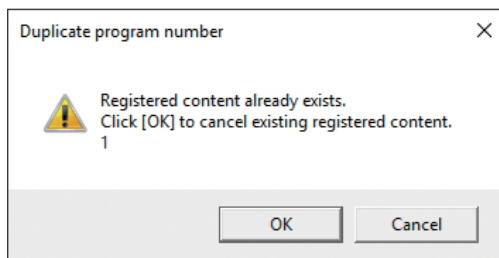 Duplicate program number
Registered content already exists.
Click [OK] to cancel existing registered content.
1
OK Cancel